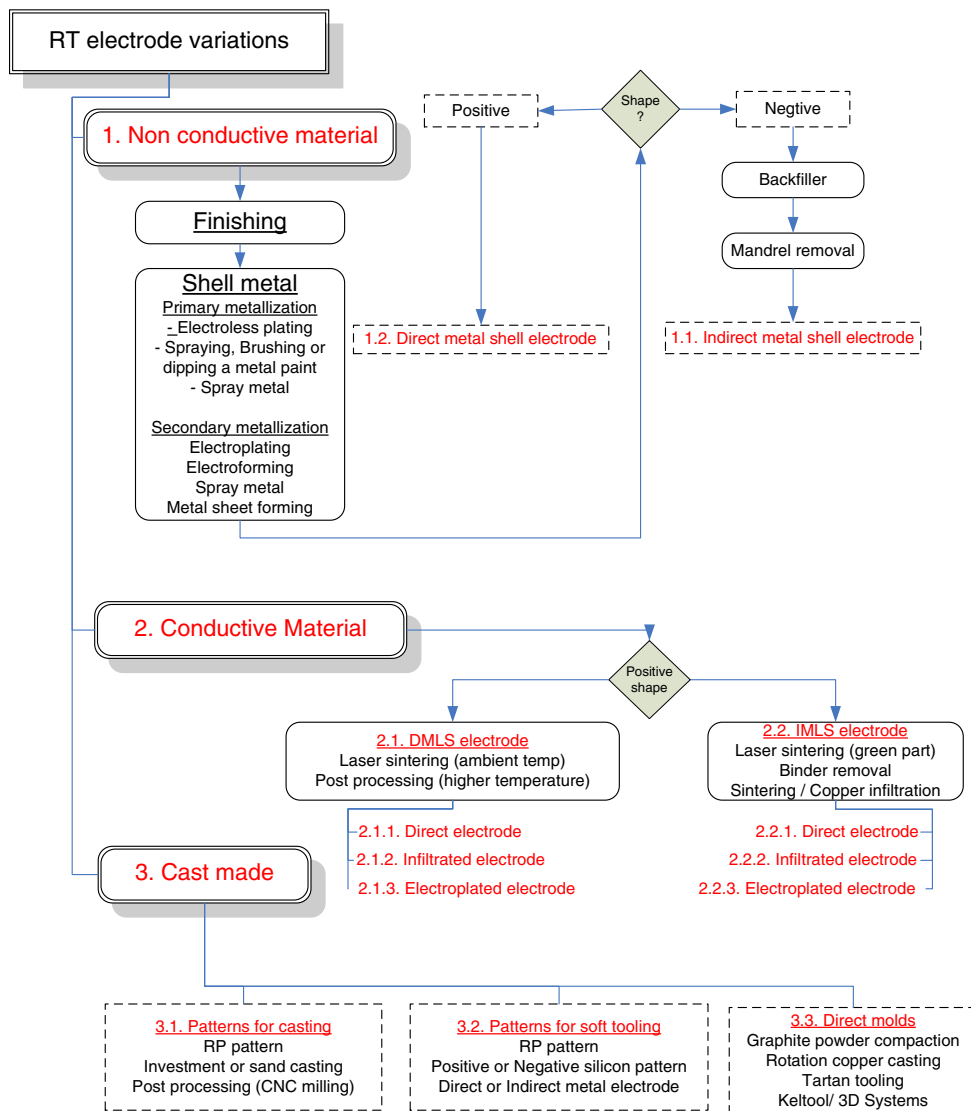 RT electrode variations
1. Non conductive material
Finishing
Shell metal
Primary metallization
- Electroless plating
- Spraying, Brushing or
dipping a metal paint
- Spray metal
Secondary metallization
Electroplating
Electroforming
Spray metal
Metal sheet forming
Shape
?
Positive
Negtive
Backfiller
Mandrel removal
1.2. Direct metal shell electrode
1.1. Indirect metal shell electrode
2. Conductive Material
Positive
shape
2.1. DMLS electrode
Laser sintering (ambient temp)
Post processing (higher temperature)
2.1.1. Direct electrode
2.1.2. Infiltrated electrode
2.1.3. Electroplated electrode
2.2. IMLS electrode
Laser sintering (green part)
Binder removal
Sintering / Copper infiltration
2.2.1. Direct electrode
2.2.2. Infiltrated electrode
2.2.3. Electroplated electrode
3. Cast made
3.1. Patterns for casting
RP pattern
Investment or sand casting
Post processing (CNC milling)
3.2. Patterns for soft tooling
RP pattern
Positive or Negative silicon pattern
Direct or Indirect metal electrode
3.3. Direct molds
Graphite powder compaction
Rotation copper casting
Tartan tooling
Keltool/ 3D Systems